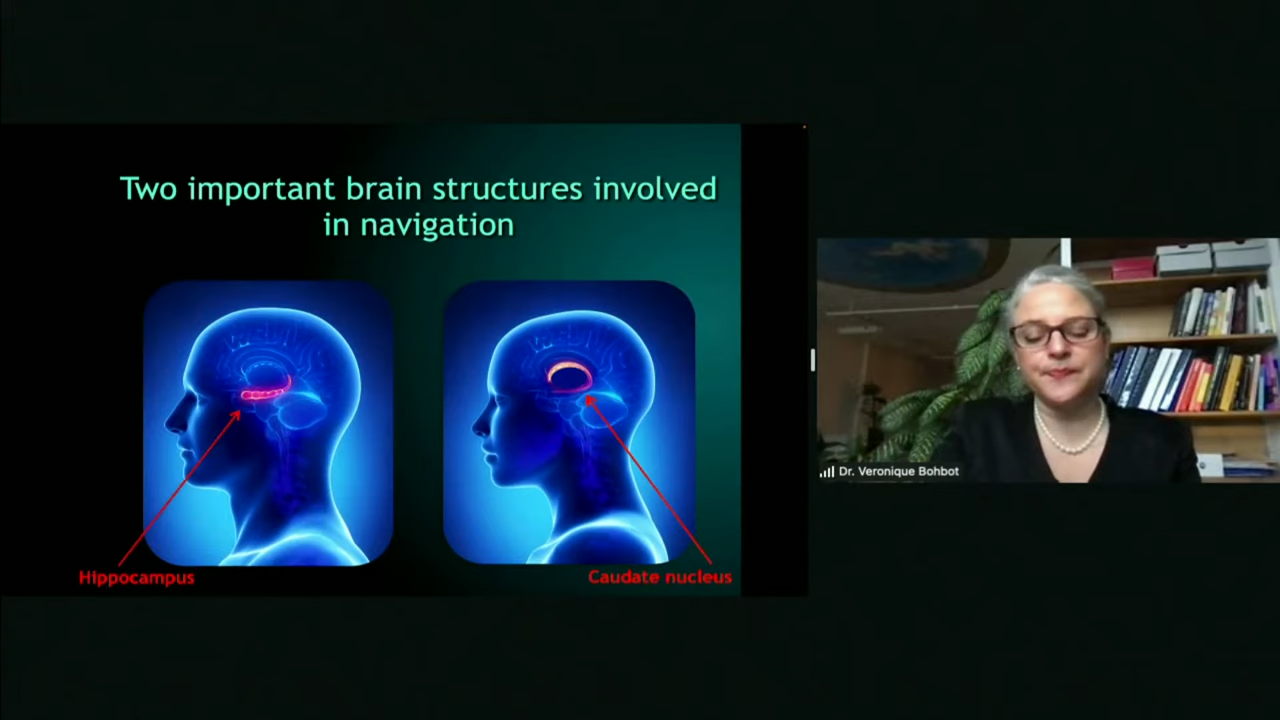 Two important brain structures involved
in navigation
Hippocampus
Caudate nucleus
Dr. Veronique Bohbot